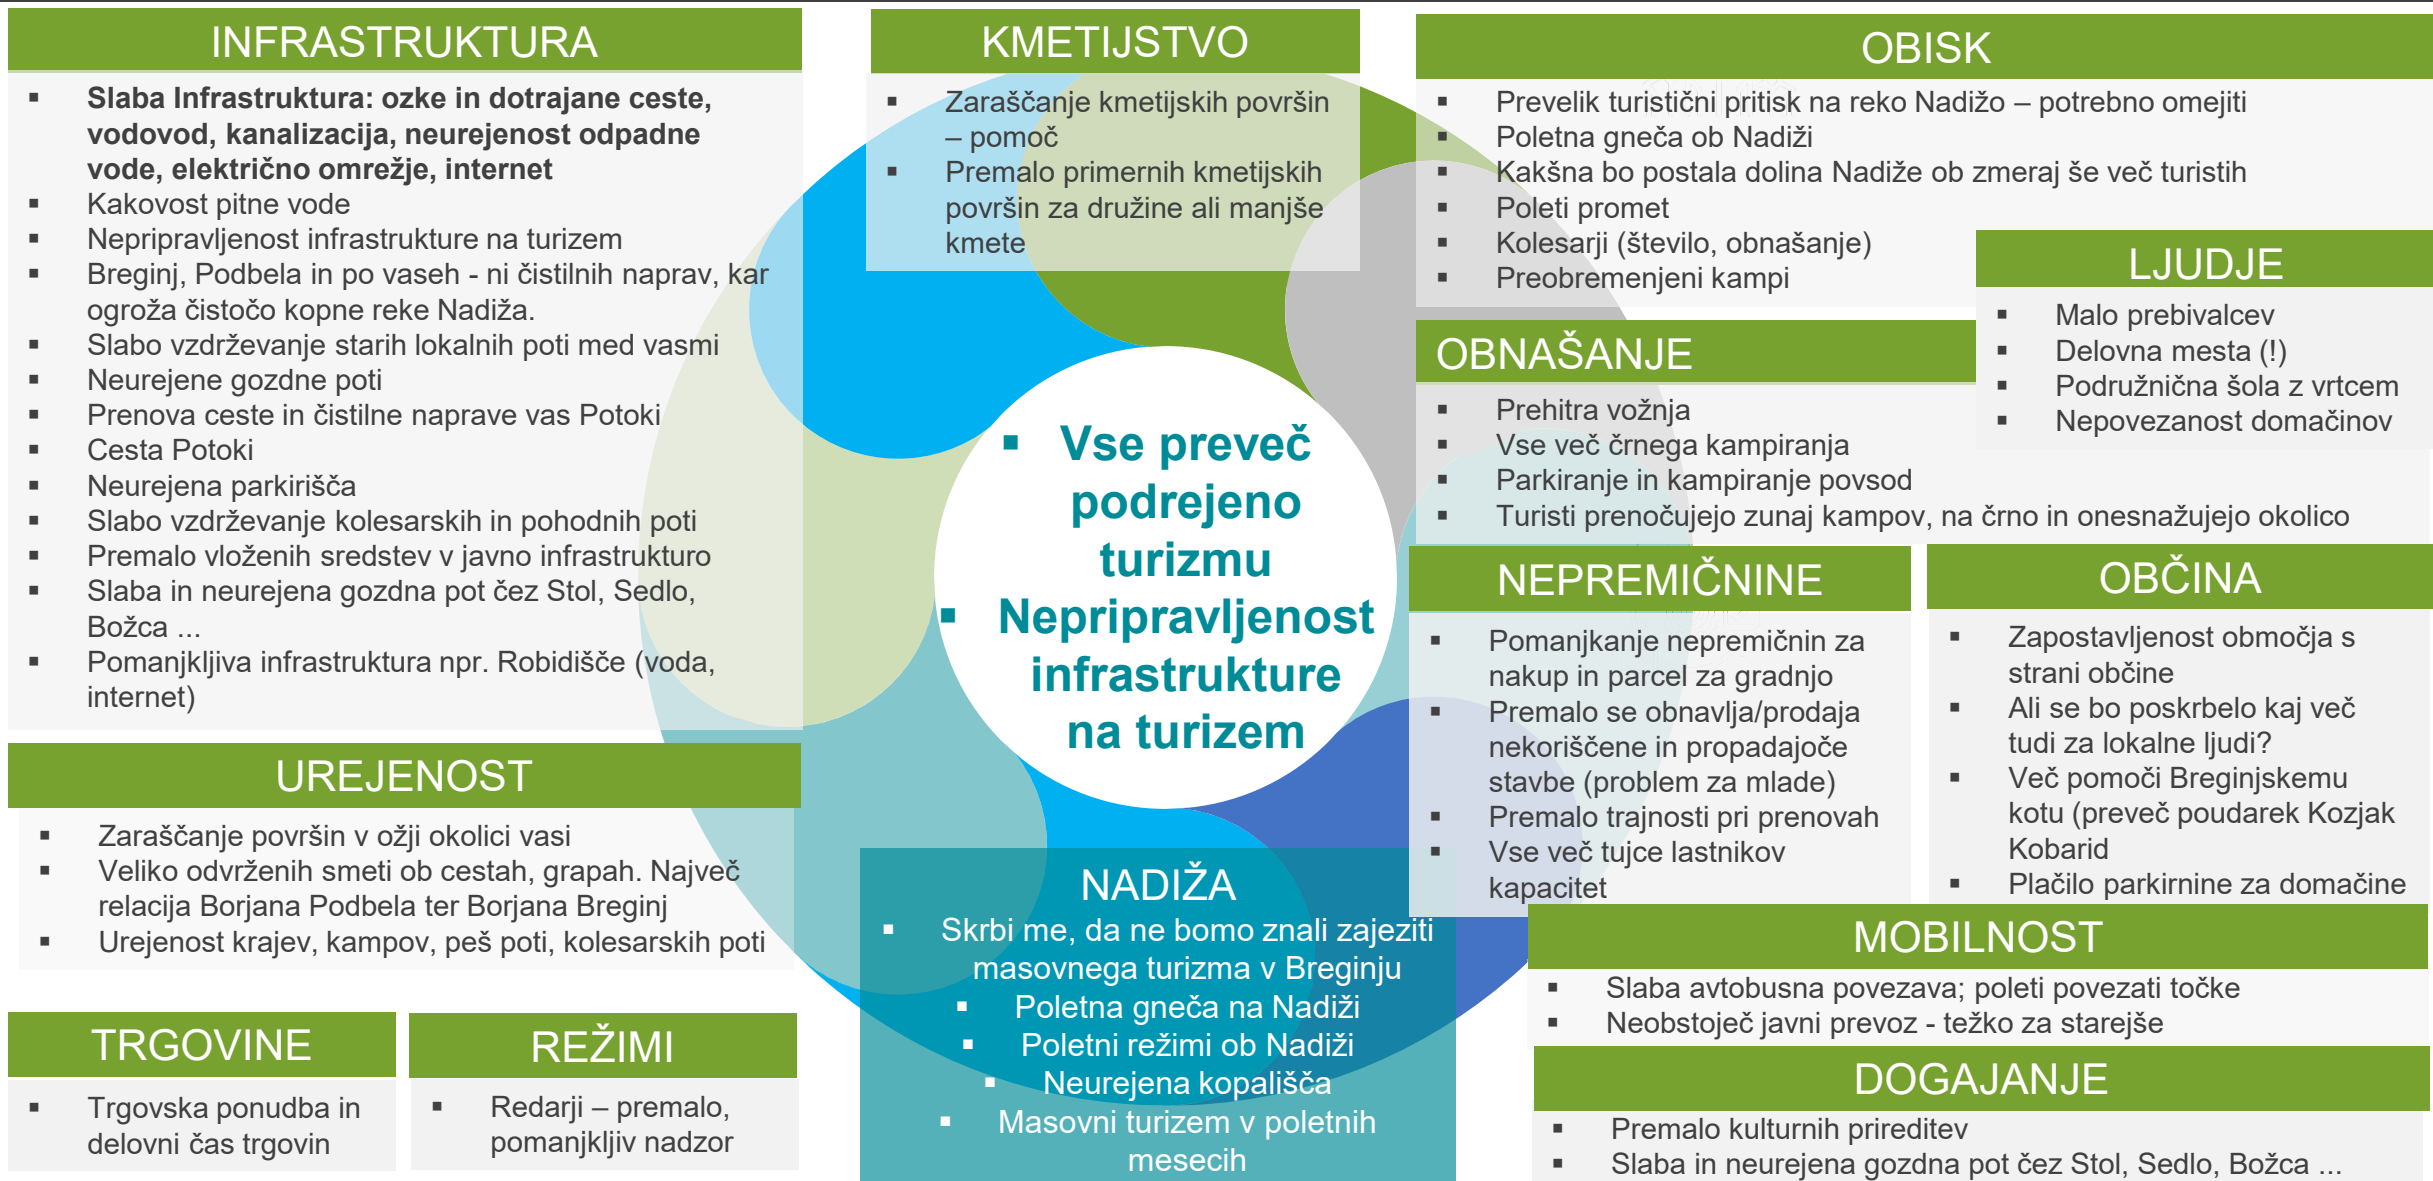 INFRASTRUKTURA
▪ Slaba Infrastruktura: ozke in dotrajane ceste,
vodovod, kanalizacija, neurejenost odpadne
vode, električno omrežje, internet
▪ Kakovost pitne vode
▪ Nepripravljenost infrastrukture na turizem
▪ Breginj, Podbela in po vaseh - ni čistilnih naprav, kar
ogroža čistočo kopne reke Nadiža.
▪ Slabo vzdrževanje starih lokalnih poti med vasmi
▪ Neurejene gozdne poti
▪ Prenova ceste in čistilne naprave vas Potoki
▪ Cesta Potoki
▪ Neurejena parkirišča
▪ Slabo vzdrževanje kolesarskih in pohodnih poti
▪ Premalo vloženih sredstev v javno infrastrukturo
▪ Slaba in neurejena gozdna pot čez Stol, Sedlo,
Božca ...
▪ Pomanjkljiva infrastruktura npr. Robidišče (voda,
internet)
UREJENOST
▪ Zaraščanje površin v ožji okolici vasi
▪ Veliko odvrženih smeti ob cestah, grapah. Največ
relacija Borjana Podbela ter Borjana Breginj
▪ Urejenost krajev, kampov, peš poti, kolesarskih poti
TRGOVINE
▪ Trgovska ponudba in
delovni čas trgovin
REŽIMI
▪ Redarji – premalo,
pomanjkljiv nadzor
KMETIJSTVO
▪ Zaraščanje kmetijskih površin
– pomoč
▪ Premalo primernih kmetijskih
površin za družine ali manjše
kmete
▪ Vse preveč
podrejeno
turizmu
▪ Nepripravljenost
infrastrukture
na turizem
NADIŽA
▪ Skrbi me, da ne bomo znali zajeziti
masovnega turizma v Breginju
▪ Poletna gneča na Nadiži
▪ Poletni režimi ob Nadiži
▪ Neurejena kopališča
▪ Masovni turizem v poletnih
mesecih
OBISK
▪ Prevelik turistični pritisk na reko Nadižo – potrebno omejiti
▪ Poletna gneča ob Nadiži
▪ Kakšna bo postala dolina Nadiže ob zmeraj še več turistih
▪ Poleti promet
▪ Kolesarji (število, obnašanje)
▪ Preobremenjeni kampi
LJUDJE
▪ Malo prebivalcev
▪ Delovna mesta (!)
▪ Podružnična šola z vrtcem
▪ Nepovezanost domačinov
OBNAŠANJE
▪ Prehitra vožnja
▪ Vse več črnega kampiranja
▪ Parkiranje in kampiranje povsod
▪ Turisti prenočujejo zunaj kampov, na črno in onesnažujejo okolico
NEPREMIČNINE
▪ Pomanjkanje nepremičnin za
nakup in parcel za gradnjo
▪ Premalo se obnavlja/prodaja
nekoriščene in propadajoče
stavbe (problem za mlade)
▪ Premalo trajnosti pri prenovah
▪ Vse več tujce lastnikov
kapacitet
OBČINA
▪ Zapostavljenost območja s
strani občine
▪ Ali se bo poskrbelo kaj več
tudi za lokalne ljudi?
▪ Več pomoči Breginjskemu
kotu (preveč poudarek Kozjak
Kobarid
▪ Plačilo parkirnine za domačine
MOBILNOST
▪ Slaba avtobusna povezava; poleti povezati točke
▪ Neobstoječ javni prevoz - težko za starejše
DOGAJANJE
▪ Premalo kulturnih prireditev
▪ Slaba in neurejena gozdna pot čez Stol, Sedlo, Božca ...